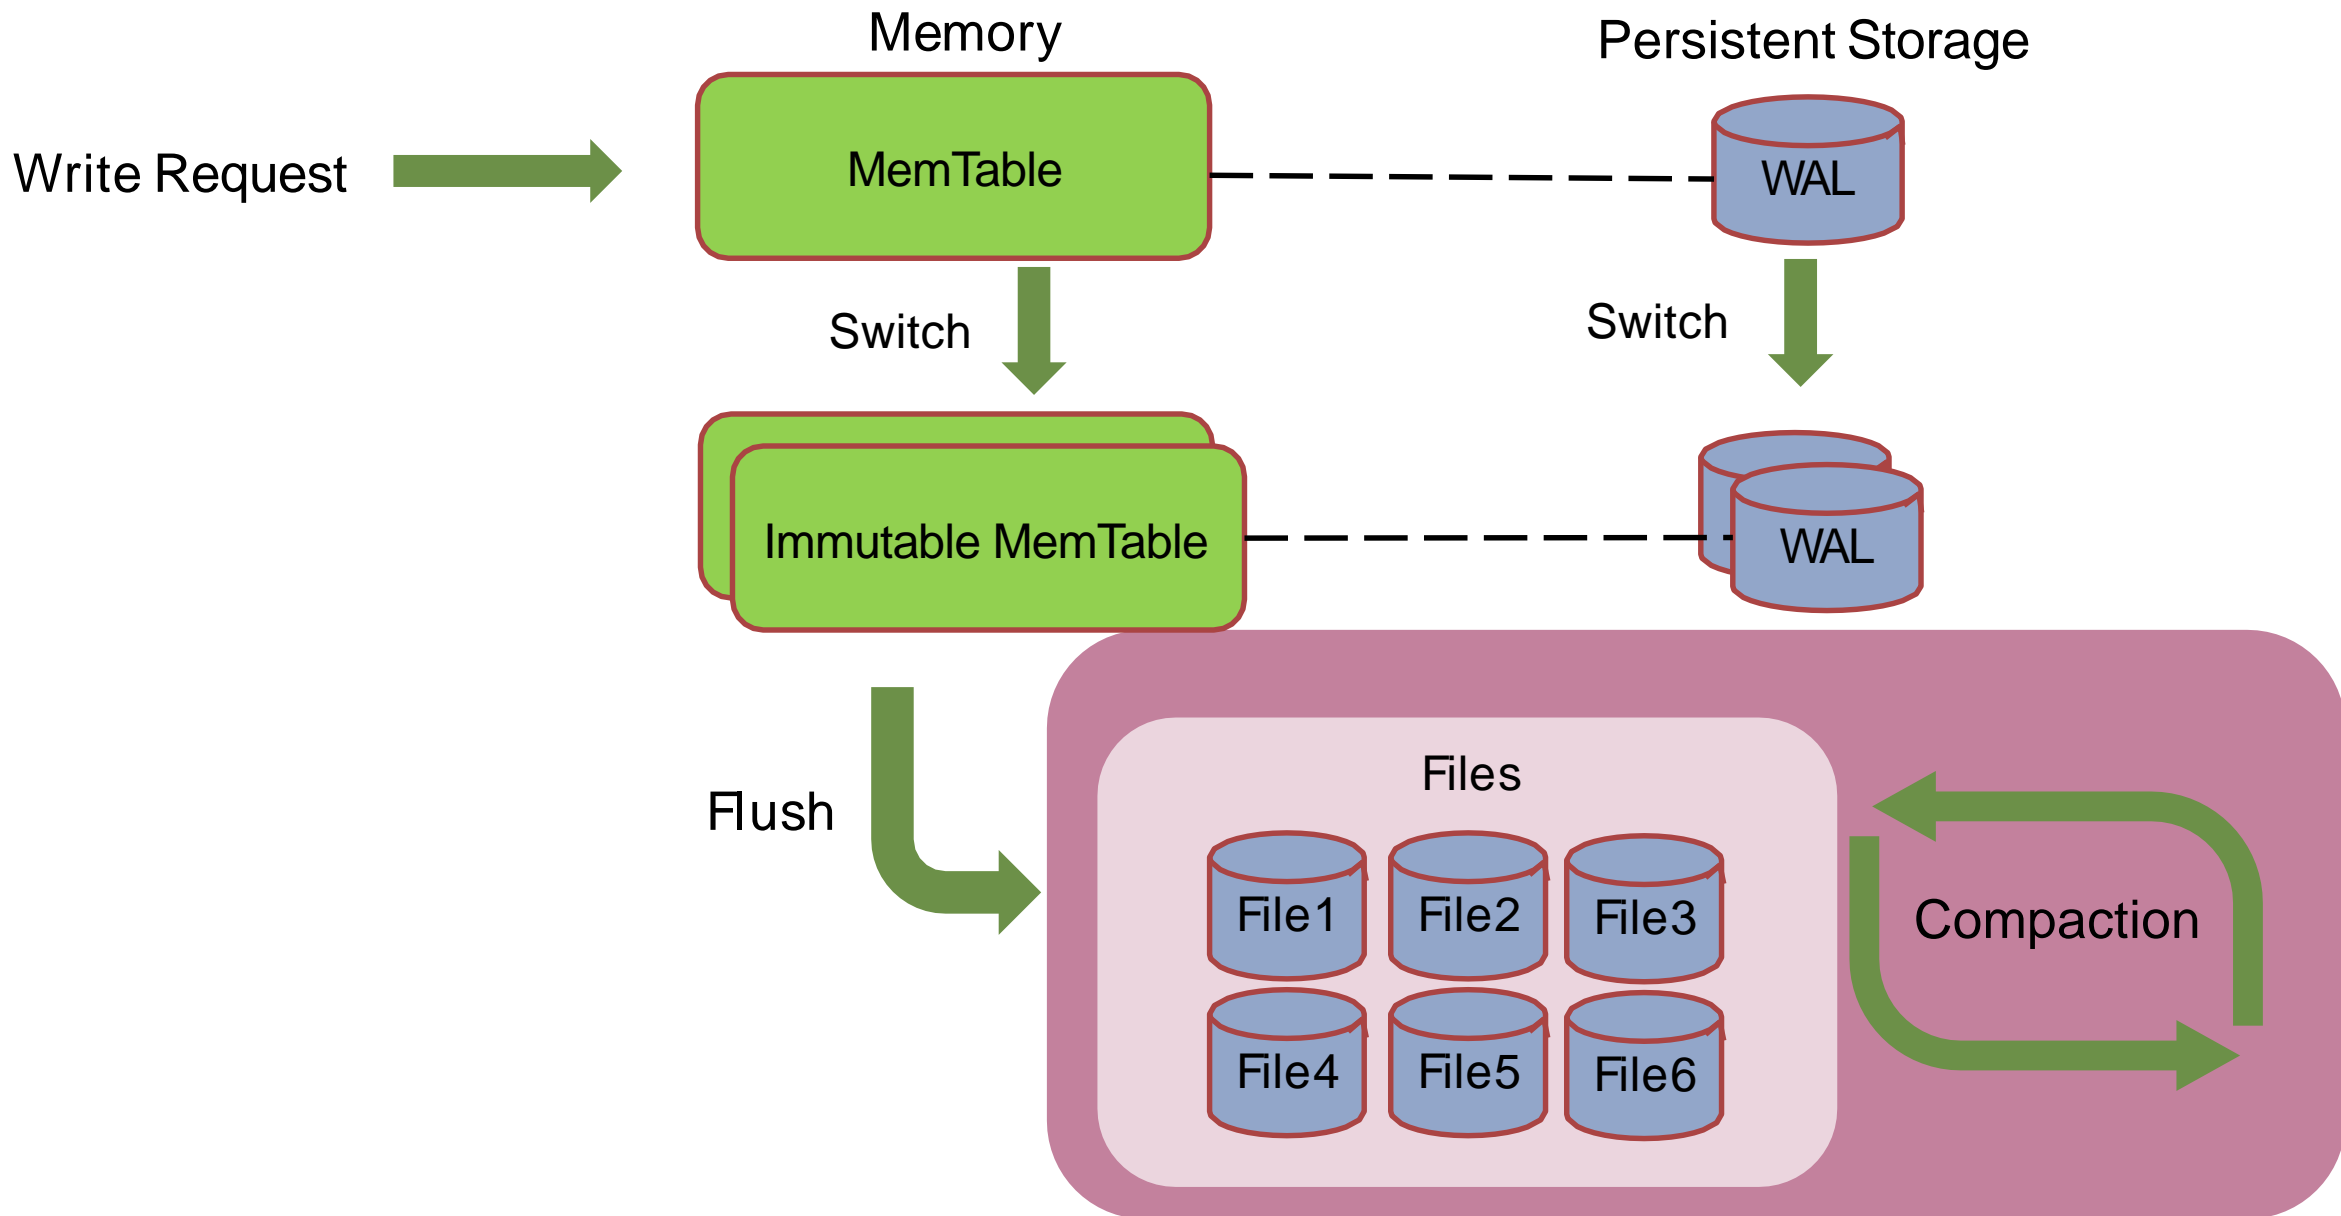 Memory
Persistent Storage
Write Request
MemTable
WAL
Switch
Switch
Immutable MemTable
WAL
Flush
Files
File1
File2
File3
Compaction
File4
File5
File6